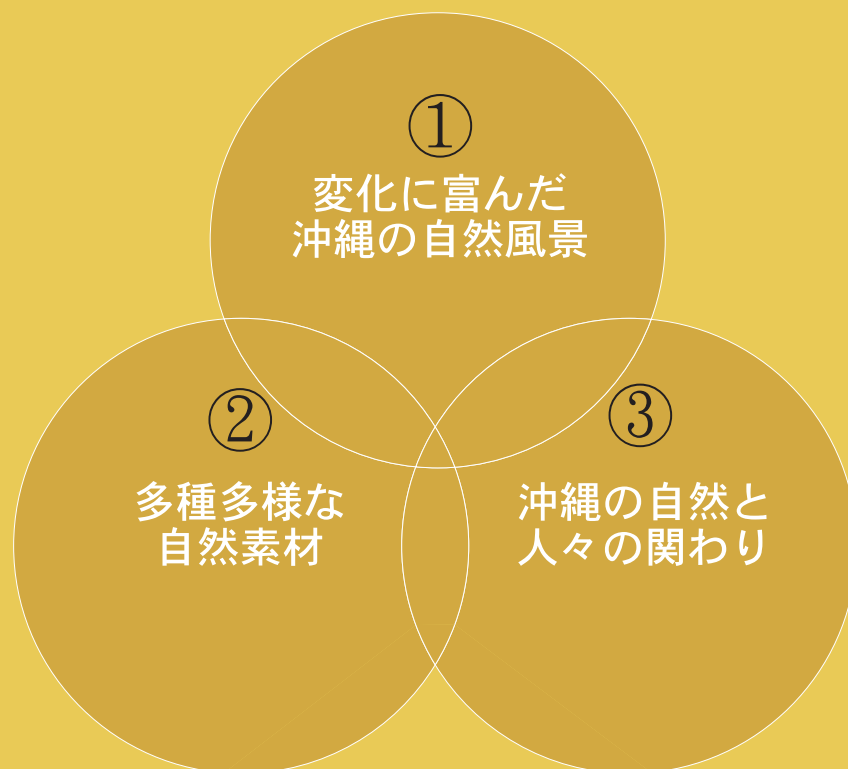 ①
変化に富んだ
沖縄の自然風景
②
多種多様な
自然素材
③
沖縄の自然と
人々の関わり